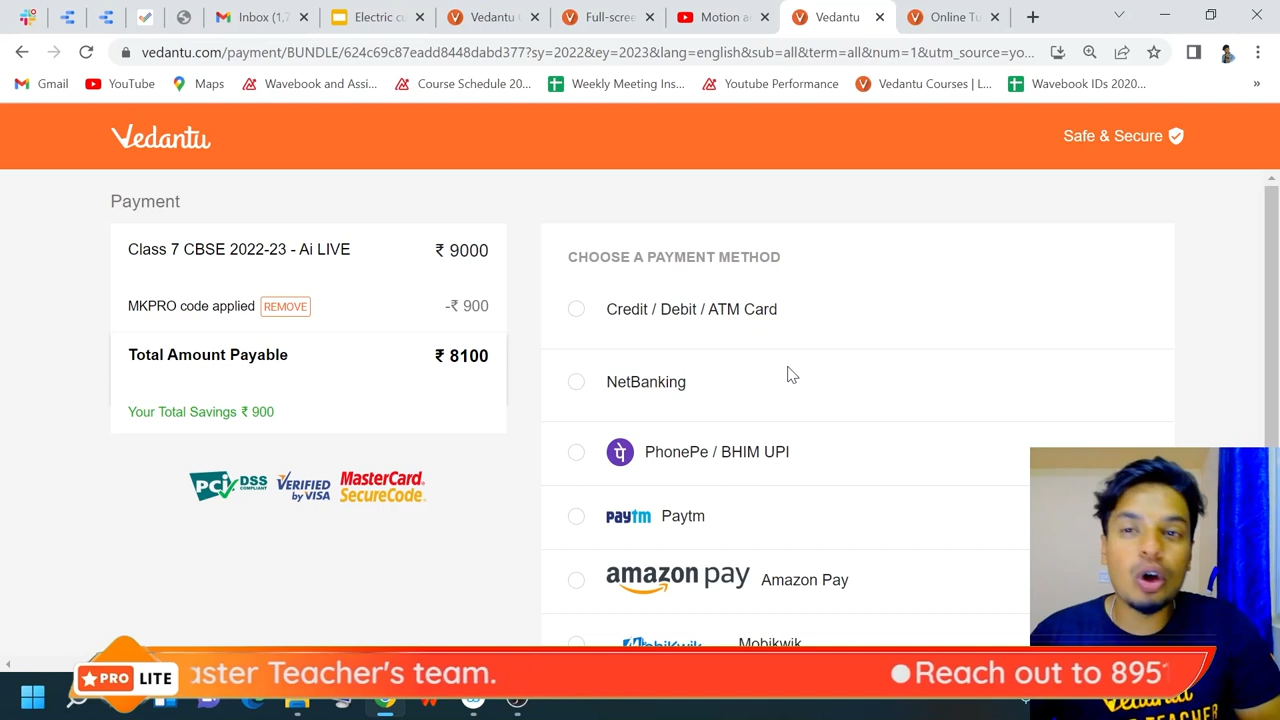 Inbox (1,7
Electric cu
Vedantu
Full-scree
Motion a
Vedantu
Online Tu
vedantu.com/payment/BUNDLE/624c69c87eadd8448dabd377?sy=2022&ey=2023&lang=english&sub=all&term=all&num=1&utm_source=yo...
Gmail
YouTube
Maps
Wavebook and Assi...
Course Schedule 20...
Weekly Meeting Ins...
Youtube Performance
Vedantu Courses | L...
Wavebook IDs 2020...
»
Vedantu
Safe & Secure
Payment
Class 7 CBSE 2022-23 - Ai LIVE ₹ 9000
MKPRO code applied REMOVE -₹ 900
Total Amount Payable ₹ 8100
Your Total Savings ₹ 900
PCI DSS COMPLIANT
VERIFIED by VISA
MasterCard. SecureCode.
CHOOSE A PAYMENT METHOD
Credit / Debit / ATM Card
NetBanking
पे PhonePe / BHIM UPI
paytm Paytm
amazon pay Amazon Pay
MobiKwik Mobikwik
PRO LITE
aster Teacher's team.
Reach out to 895
Vedantu
TEACHER